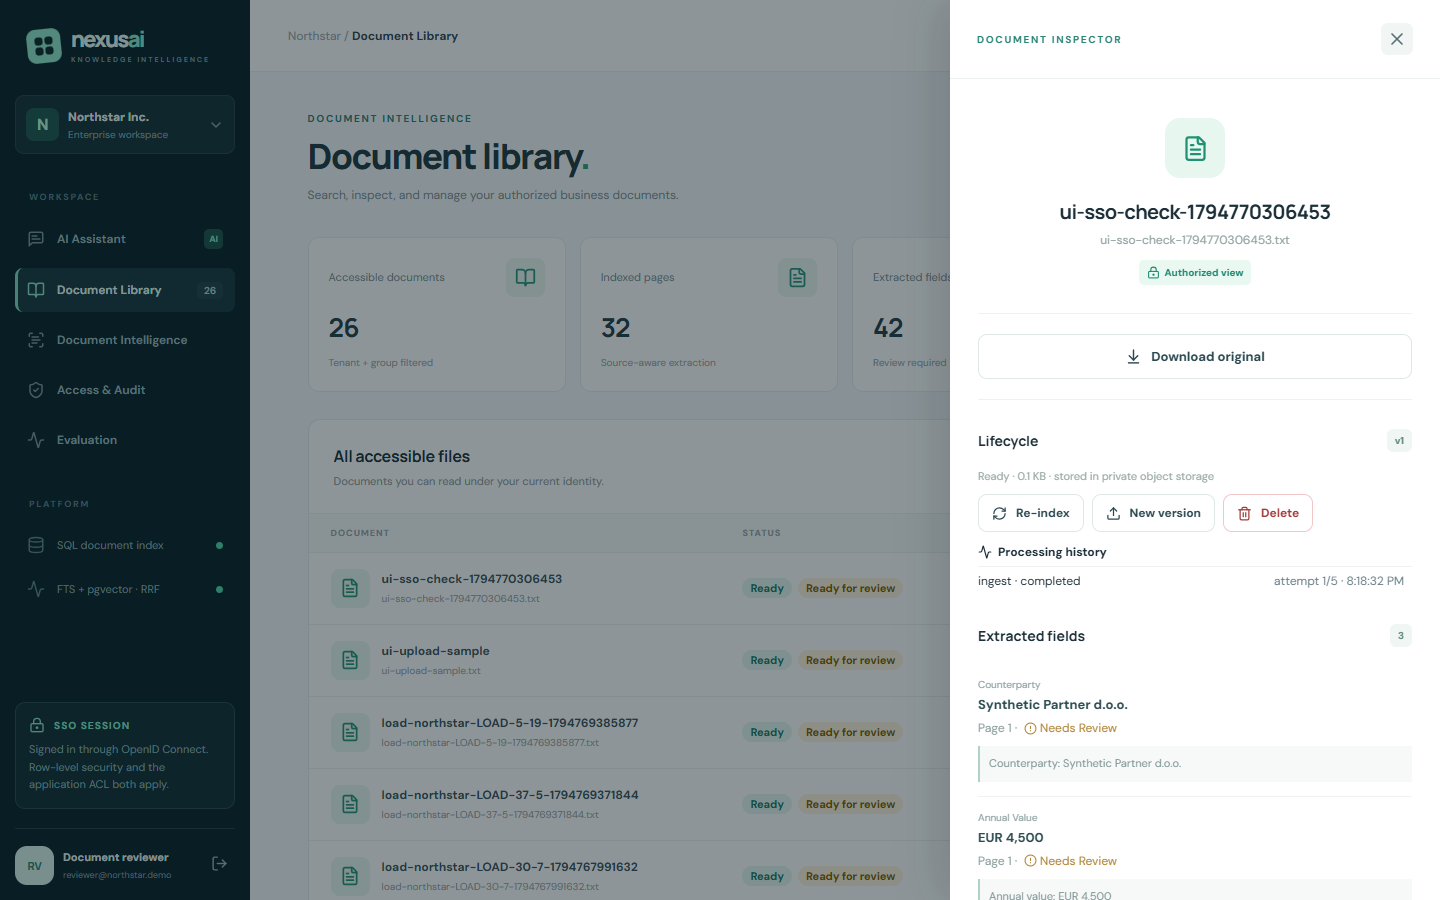 nexusai
KNOWLEDGE INTELLIGENCE
N
Northstar Inc.
Enterprise workspace
WORKSPACE
AI Assistant
AI
Document Library
26
Document Intelligence
Access & Audit
Evaluation
PLATFORM
SQL document index
FTS + pgvector · RRF
SSO SESSION
Signed in through OpenID Connect.
Row-level security and the
application ACL both apply.
RV
Document reviewer
reviewer@northstar.demo
Northstar / Document Library
DOCUMENT INTELLIGENCE
Document library.
Search, inspect, and manage your authorized business documents.
Accessible documents
26
Tenant + group filtered
Indexed pages
32
Source-aware extraction
Extracted fields
42
Review required
All accessible files
Documents you can read under your current identity.
DOCUMENT
STATUS
ui-sso-check-1794770306453
ui-sso-check-1794770306453.txt
Ready
Ready for review
ui-upload-sample
ui-upload-sample.txt
Ready
Ready for review
load-northstar-LOAD-5-19-1794769385877
load-northstar-LOAD-5-19-1794769385877.txt
Ready
Ready for review
load-northstar-LOAD-37-5-1794769371844
load-northstar-LOAD-37-5-1794769371844.txt
Ready
Ready for review
load-northstar-LOAD-30-7-1794767991632
load-northstar-LOAD-30-7-1794767991632.txt
Ready
Ready for review
DOCUMENT INSPECTOR
ui-sso-check-1794770306453
ui-sso-check-1794770306453.txt
Authorized view
Download original
Lifecycle
v1
Ready · 0.1 KB · stored in private object storage
Re-index
New version
Delete
Processing history
ingest · completed
attempt 1/5 · 8:18:32 PM
Extracted fields
3
Counterparty
Synthetic Partner d.o.o.
Page 1 · Needs Review
Counterparty: Synthetic Partner d.o.o.
Annual Value
EUR 4,500
Page 1 · Needs Review
Annual value: EUR 4,500